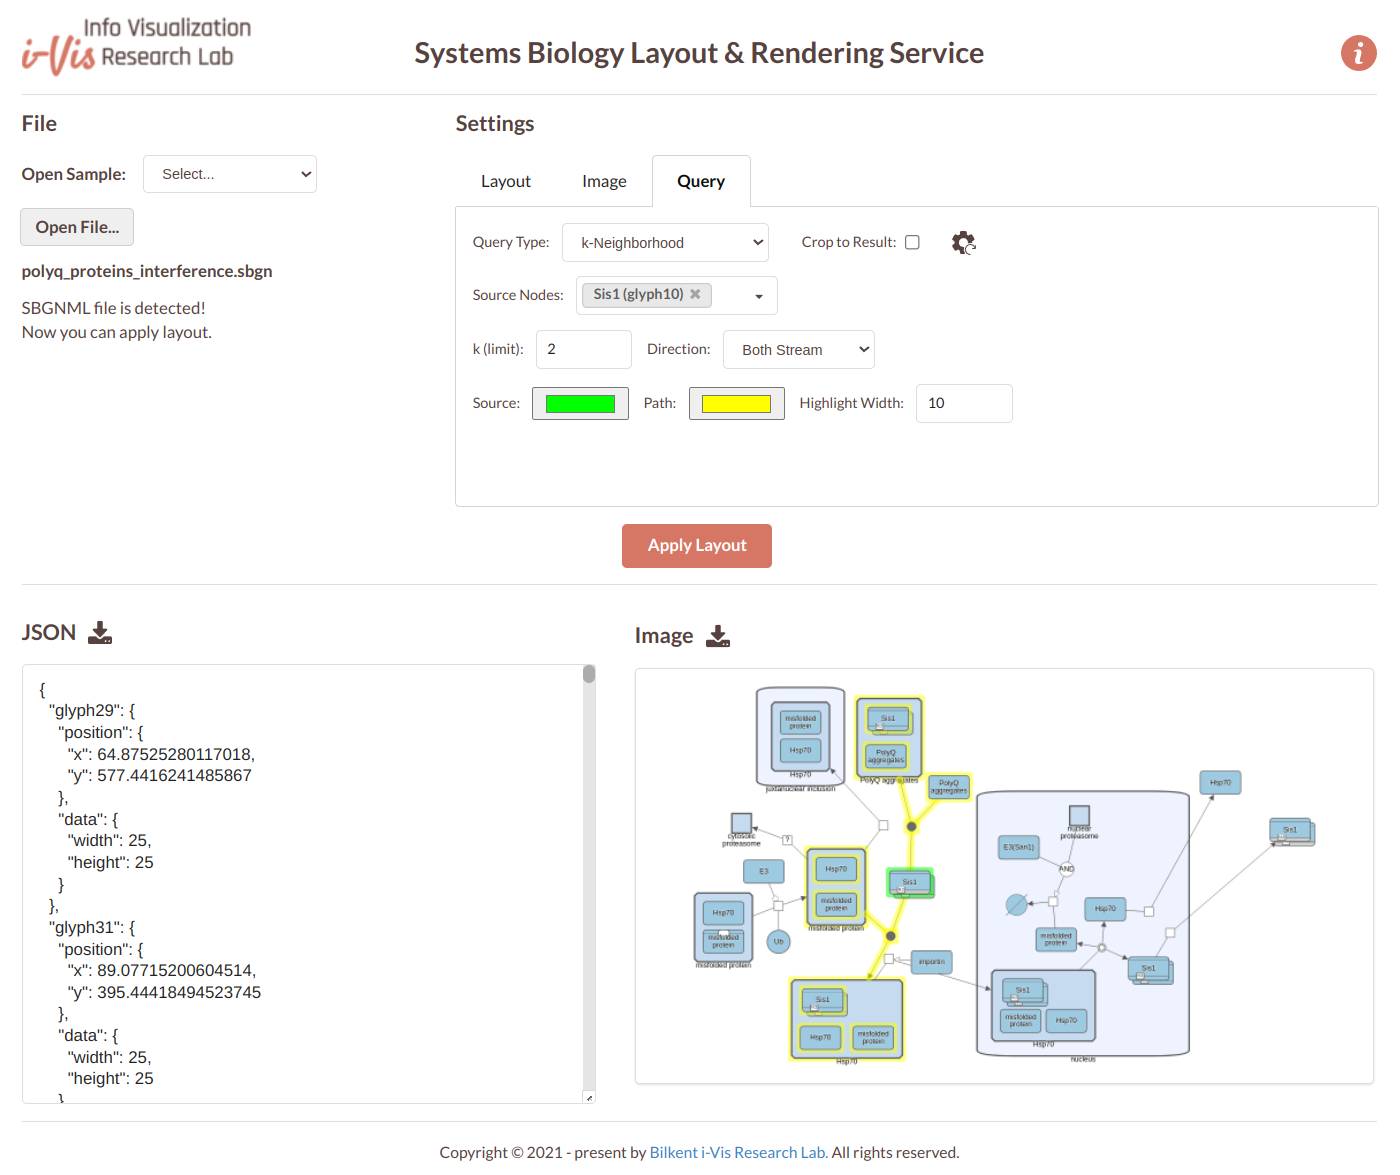 Info Visualization
i-Vis Research Lab
Systems Biology Layout & Rendering Service
i
File
Settings
Open Sample: Select...
Layout Image Query
Open File...
Query Type: k-Neighborhood Crop to Result:
polyq_proteins_interference.sbgn
Source Nodes: Sis1 (glyph10) ✖
SBGNML file is detected!
Now you can apply layout.
k (limit): 2 Direction: Both Stream
Source: Path: Highlight Width: 10
Apply Layout
JSON
{
"glyph29": {
"position": {
"x": 64.87525280117018,
"y": 577.4416241485867
},
"data": {
"width": 25,
"height": 25
}
},
"glyph31": {
"position": {
"x": 89.07715200604514,
"y": 395.44418494523745
},
"data": {
"width": 25,
"height": 25
}
Image
misfolded
protein
Hsp70
Hsp70
juxtanuclear inclusion
Sis1
PolyQ
aggregates
PolyQ aggregates
PolyQ
aggregates
cytosolic
proteasome
?
E3
Hsp70
misfolded
protein
misfolded protein
Hsp70
misfolded
protein
misfolded protein
Ub
Sis1
importin
Sis1
Hsp70
misfolded
protein
Hsp70
nuclear
proteasome
E3(San1)
AND
Hsp70
misfolded
protein
Sis1
Sis1
misfolded
protein
Hsp70
Hsp70
nucleus
Hsp70
Sis1
Copyright © 2021 - present by Bilkent i-Vis Research Lab. All rights reserved.